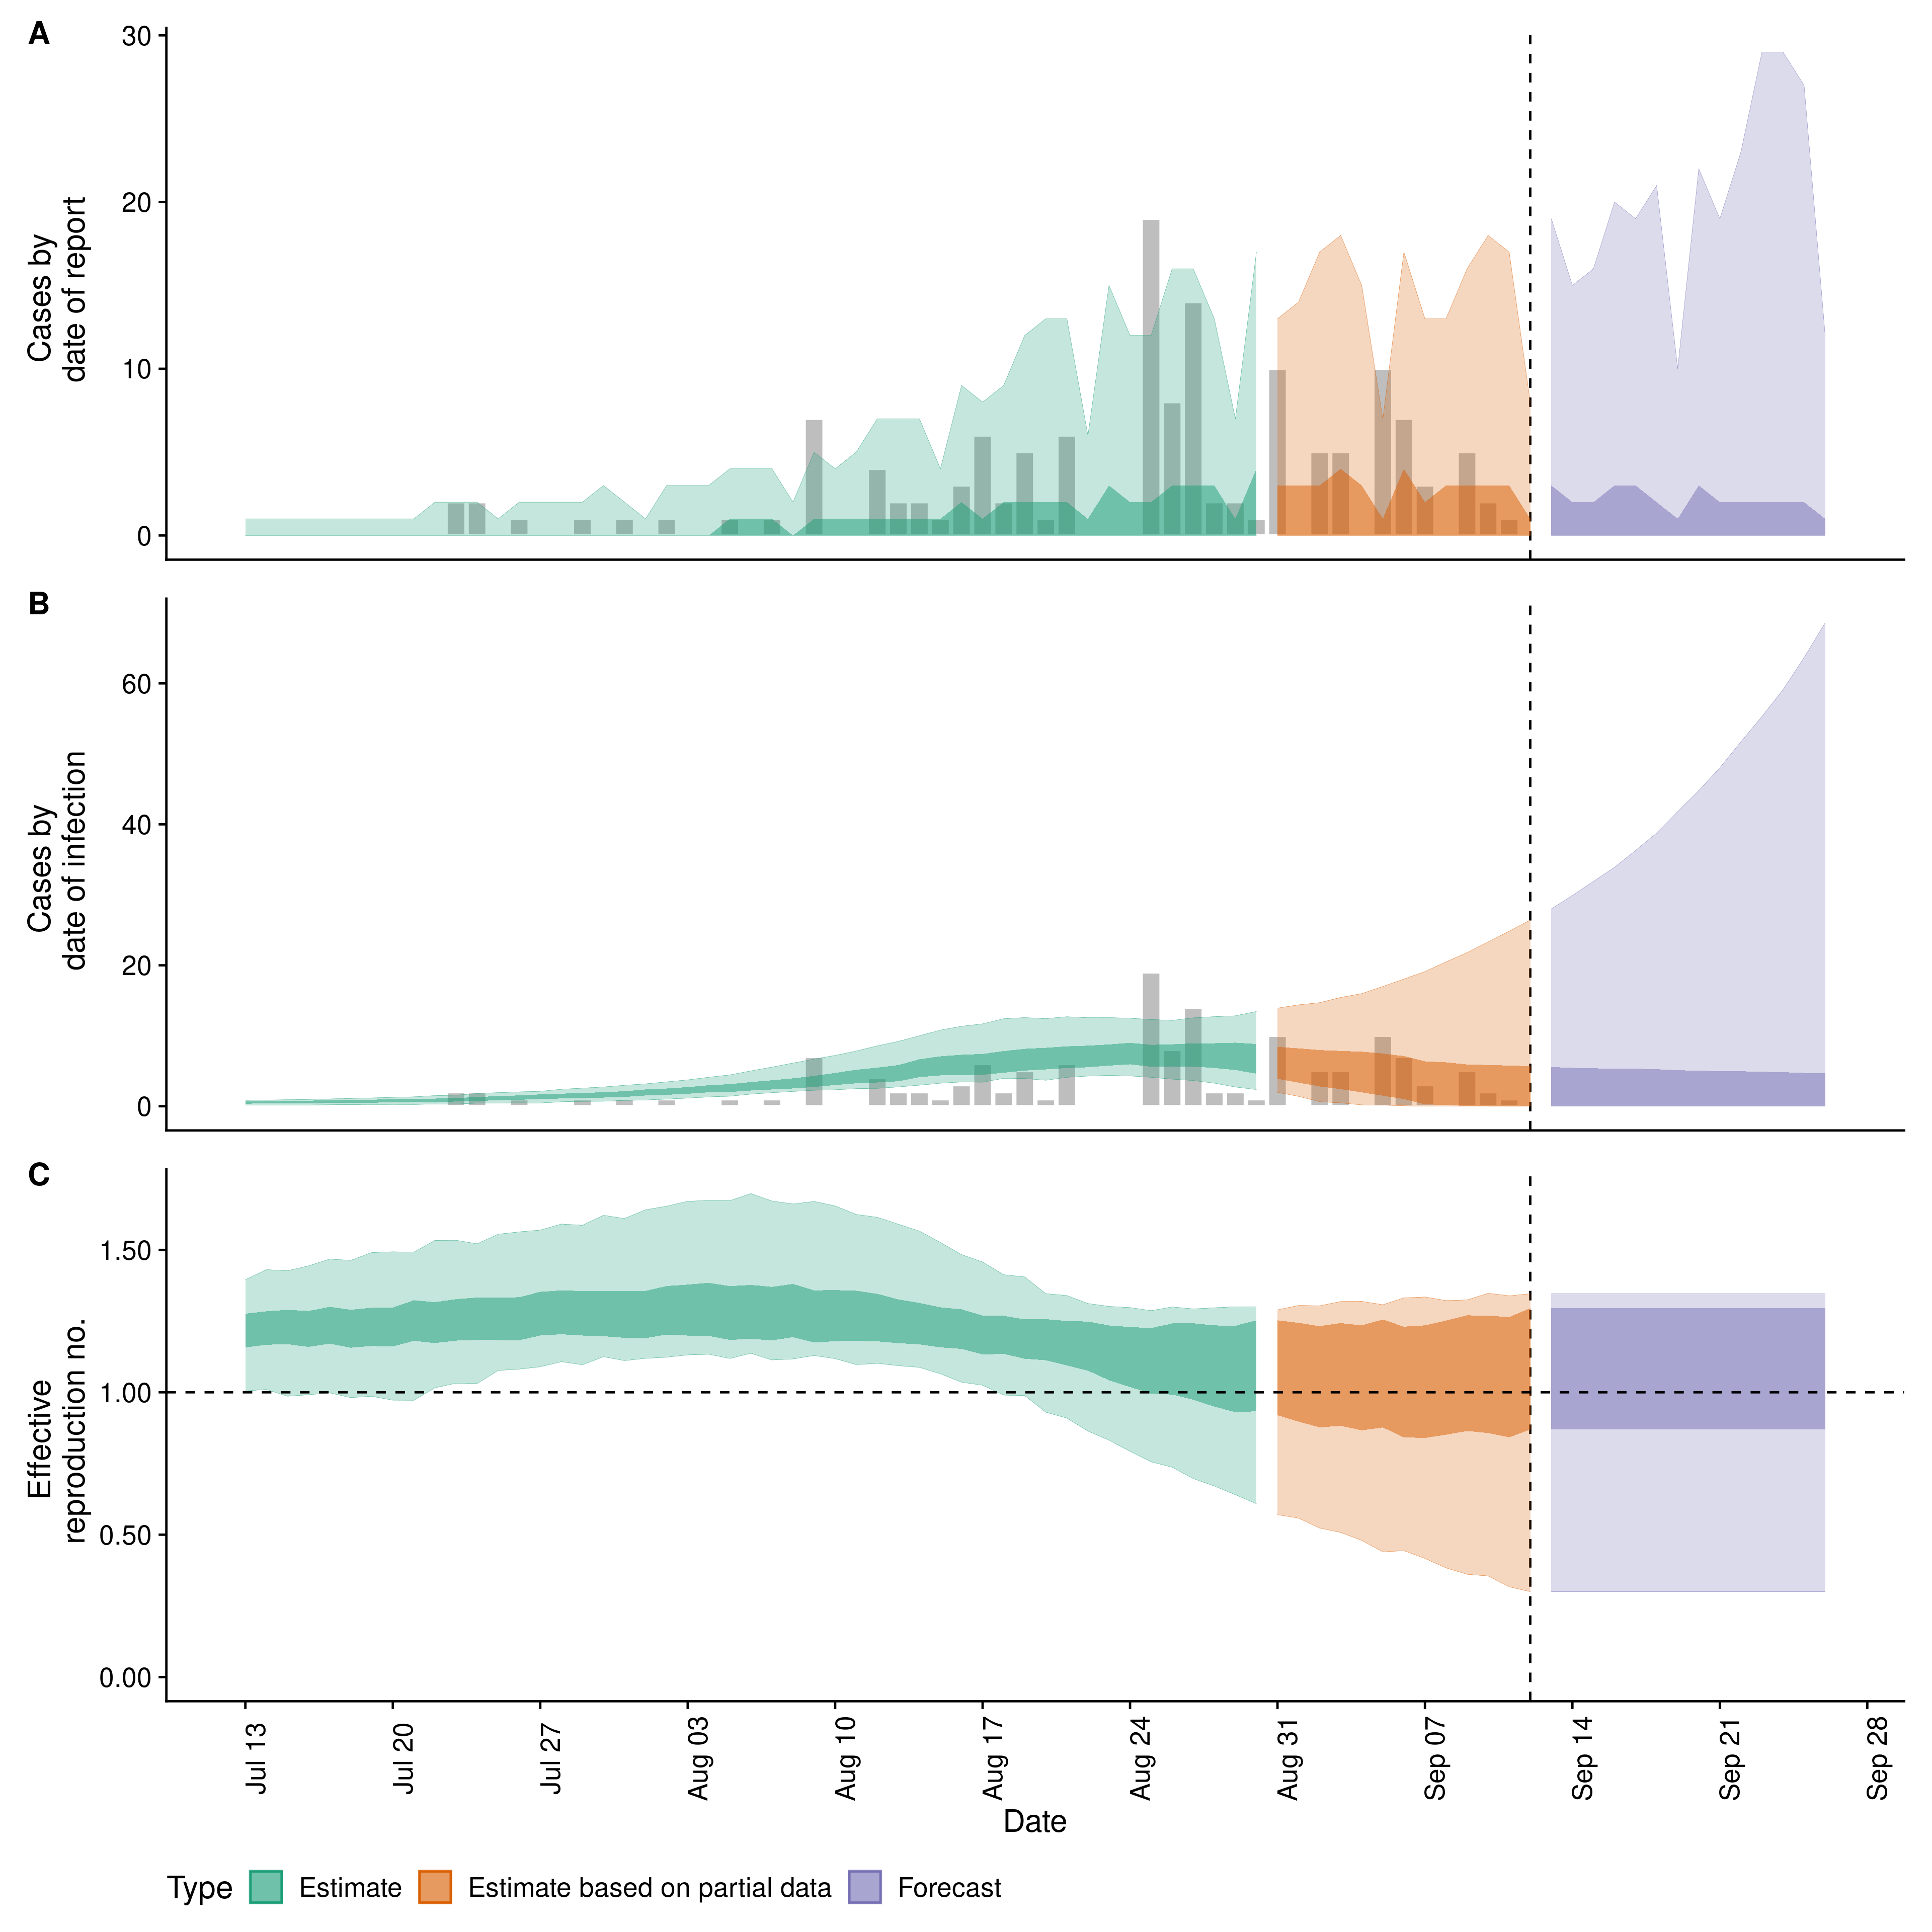 A
30
20
10
0
Cases by
date of report
B
60
40
20
0
Cases by
date of infection
C
1.50
1.00
0.50
0.00
Effective
reproduction no.
Jul 13
Jul 20
Jul 27
Aug 03
Aug 10
Aug 17
Aug 24
Aug 31
Sep 07
Sep 14
Sep 21
Sep 28
Date
Type Estimate Estimate based on partial data Forecast